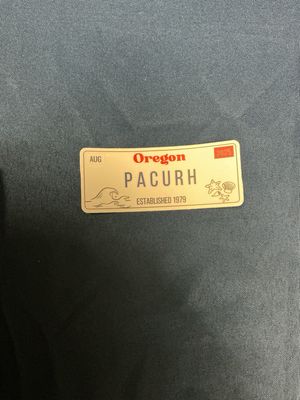 AUG
Oregon
PACURH
ESTABLISHED 1979